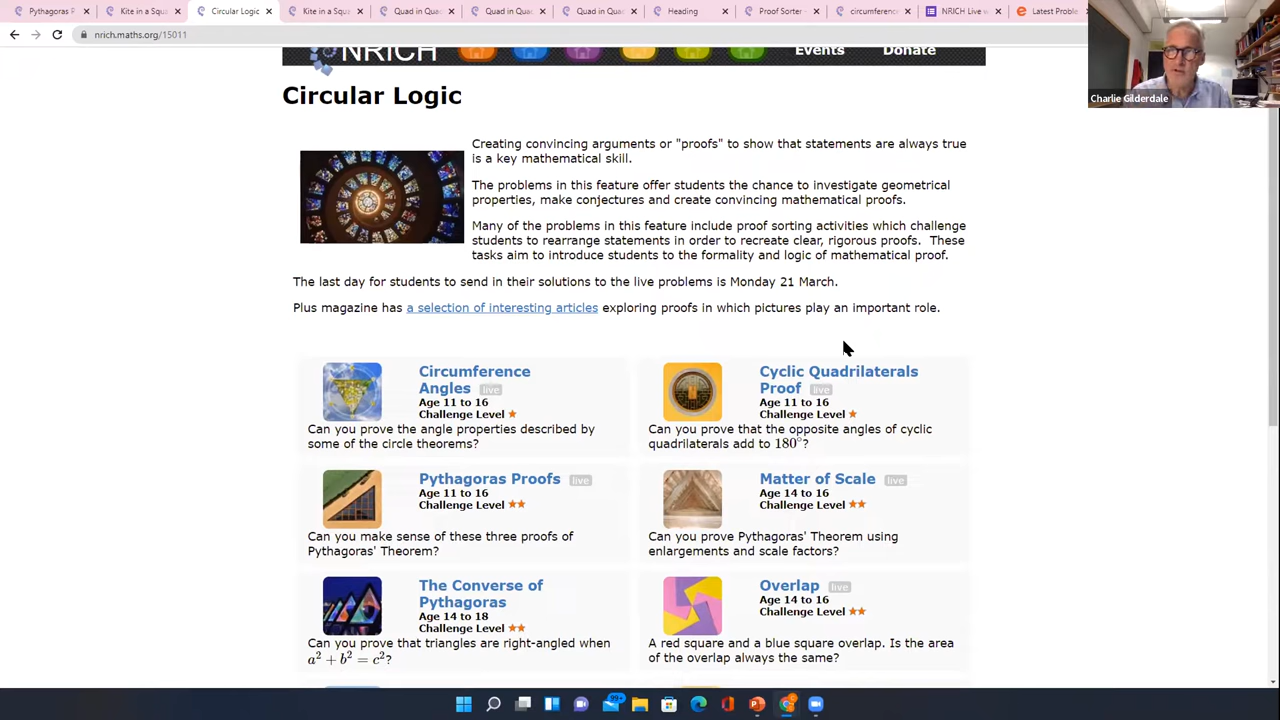 Pythagoras P
Kite in a Squa
Circular Logic
Kite in a Squ
Quad in Quad
Quad in Quad
Quad in Quad
Heading
Proof Sorter -
circumference
NRICH Live w
Latest Proble
nrich.maths.org/15011
NRICH
Events
Donate
Charlie Gilderdale
Circular Logic
Creating convincing arguments or "proofs" to show that statements are always true
is a key mathematical skill.
The problems in this feature offer students the chance to investigate geometrical
properties, make conjectures and create convincing mathematical proofs.
Many of the problems in this feature include proof sorting activities which challenge
students to rearrange statements in order to recreate clear, rigorous proofs. These
tasks aim to introduce students to the formality and logic of mathematical proof.
The last day for students to send in their solutions to the live problems is Monday 21 March.
Plus magazine has a selection of interesting articles exploring proofs in which pictures play an important role.
Circumference
Angles live
Age 11 to 16
Challenge Level ★
Can you prove the angle properties described by
some of the circle theorems?
Cyclic Quadrilaterals
Proof live
Age 11 to 16
Challenge Level ★
Can you prove that the opposite angles of cyclic
quadrilaterals add to 180°?
Pythagoras Proofs live
Age 11 to 16
Challenge Level ★★
Can you make sense of these three proofs of
Pythagoras' Theorem?
Matter of Scale live
Age 14 to 16
Challenge Level ★★
Can you prove Pythagoras' Theorem using
enlargements and scale factors?
The Converse of
Pythagoras
Age 14 to 18
Challenge Level ★★
Can you prove that triangles are right-angled when
a² + b² = c²?
Overlap live
Age 14 to 16
Challenge Level ★★
A red square and a blue square overlap. Is the area
of the overlap always the same?
99+